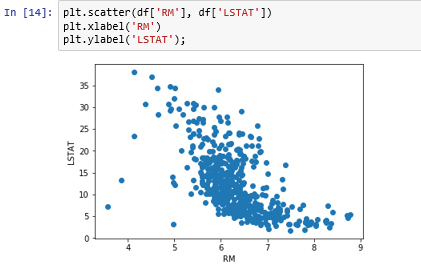 In [14]: plt.scatter(df['RM'], df['LSTAT'])
plt.xlabel('RM')
plt.ylabel('LSTAT');
35
30
25
20
15
10
5
0
LSTAT
4 5 6 7 8 9
RM